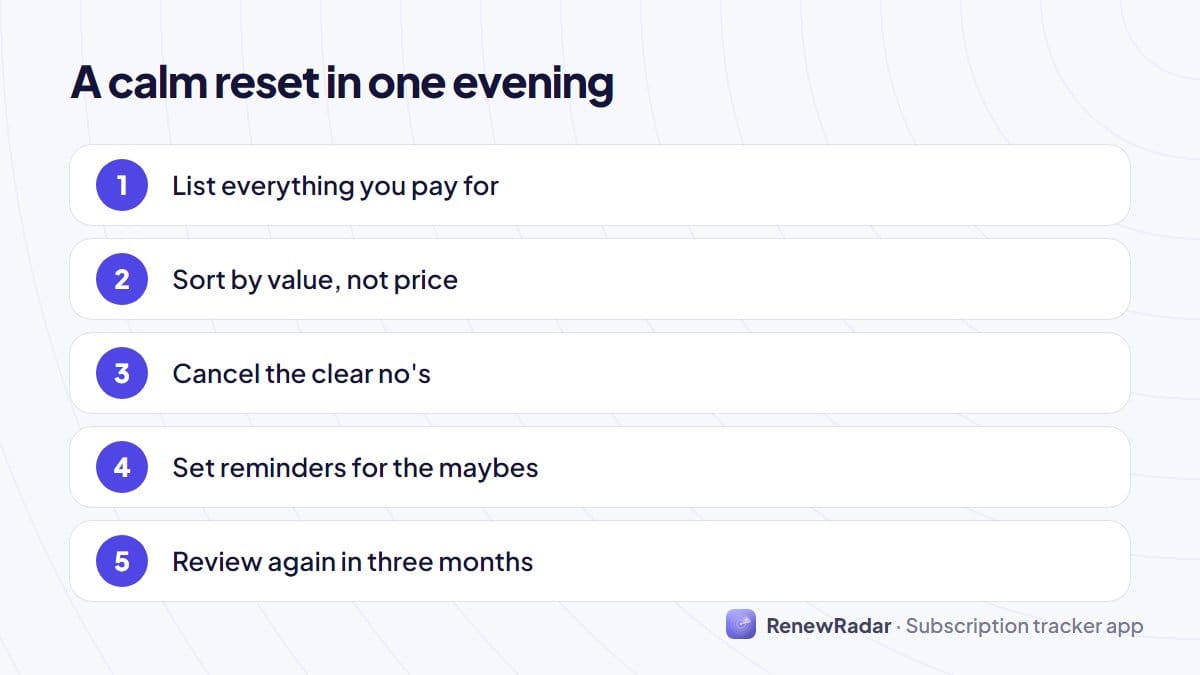 A calm reset in one evening
1 List everything you pay for
2 Sort by value, not price
3 Cancel the clear no's
4 Set reminders for the maybes
5 Review again in three months
RenewRadar · Subscription tracker app